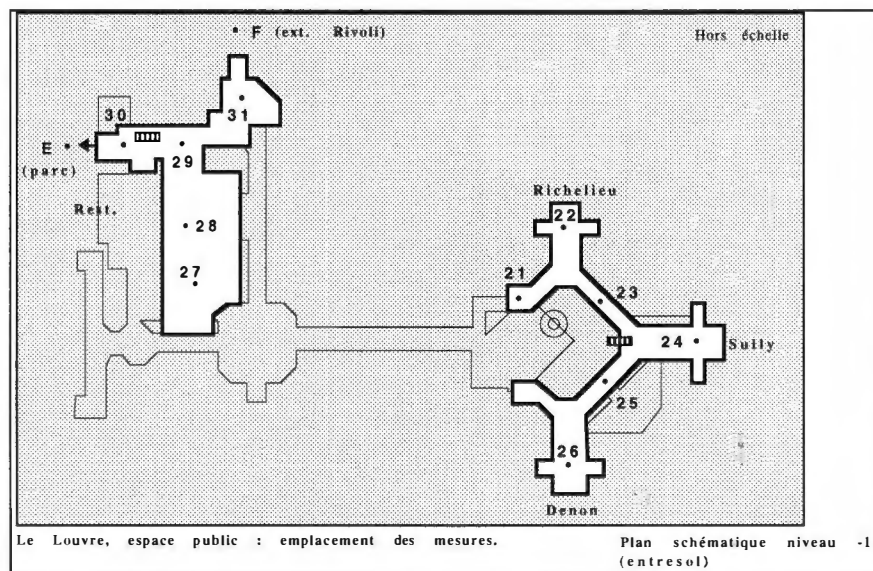 F (ext. Rivoli)
Hors échelle
30
31
E
(parc)
29
Rest.
28
27
Richelieu
22
21
23
24
Sully
25
26
Denon
Le Louvre, espace public : emplacement des mesures.
Plan schématique niveau -1
(entresol)